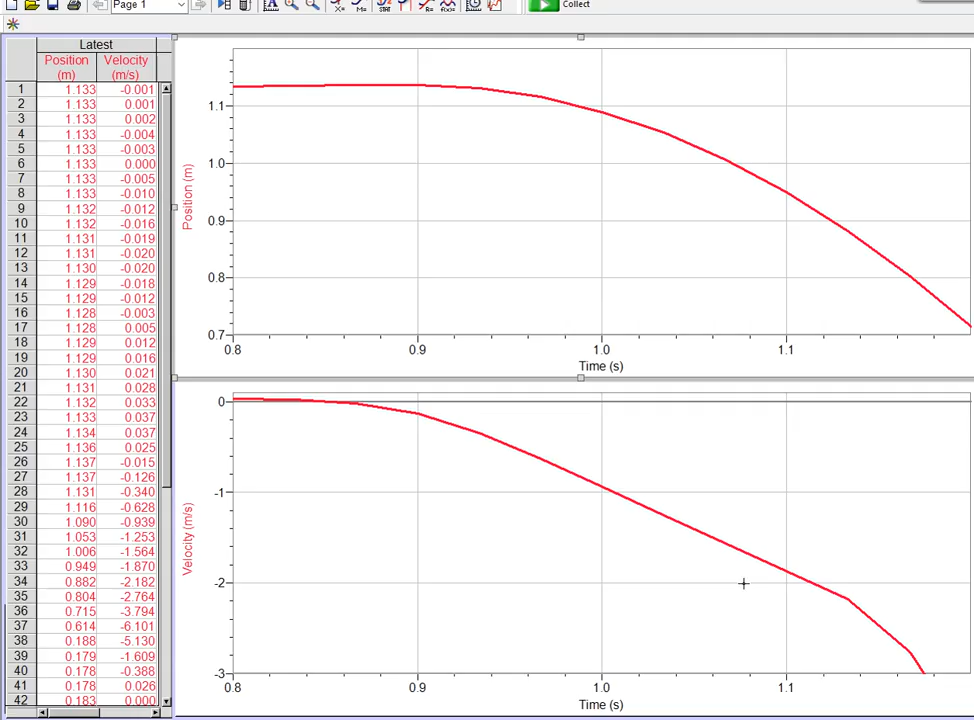 Page 1
Collect
Latest
Position Velocity
(m) (m/s)
1 1.133 -0.001
2 1.133 0.001
3 1.133 0.002
4 1.133 -0.004
5 1.133 -0.003
6 1.133 0.000
7 1.133 -0.005
8 1.133 -0.010
9 1.132 -0.012
10 1.132 -0.016
11 1.131 -0.019
12 1.131 -0.020
13 1.130 -0.020
14 1.129 -0.018
15 1.129 -0.012
16 1.128 -0.003
17 1.128 0.005
18 1.129 0.012
19 1.129 0.016
20 1.130 0.021
21 1.131 0.028
22 1.132 0.033
23 1.133 0.037
24 1.134 0.037
25 1.136 0.025
26 1.137 -0.015
27 1.137 -0.126
28 1.131 -0.340
29 1.116 -0.628
30 1.090 -0.939
31 1.053 -1.253
32 1.006 -1.564
33 0.949 -1.870
34 0.882 -2.182
35 0.804 -2.764
36 0.715 -3.794
37 0.614 -6.101
38 0.188 -5.130
39 0.179 -1.609
40 0.178 -0.388
41 0.178 0.026
42 0.183 0.000
Position (m)
1.1
1.0
0.9
0.8
0.7
0.8 0.9 1.0 1.1
Time (s)
Velocity (m/s)
0
-1
-2
-3
0.8 0.9 1.0 1.1
Time (s)